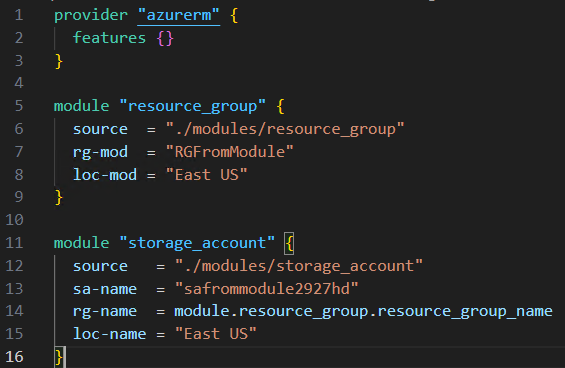 1 provider "azurerm" {
2   features {}
3 }
4
5 module "resource_group" {
6   source  = "./modules/resource_group"
7   rg-mod  = "RGFromModule"
8   loc-mod = "East US"
9 }
10
11 module "storage_account" {
12   source   = "./modules/storage_account"
13   sa-name  = "safrommodule2927hd"
14   rg-name  = module.resource_group.resource_group_name
15   loc-name = "East US"
16 }